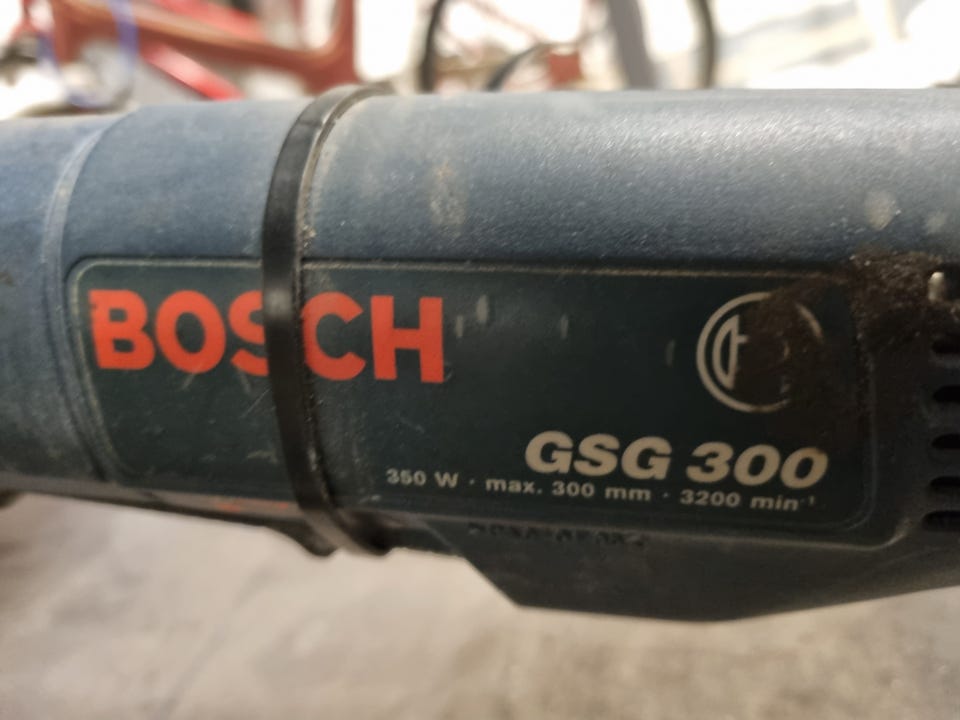 BOSCH
GSG 300
350 W · max. 300 mm · 3200 min⁻¹